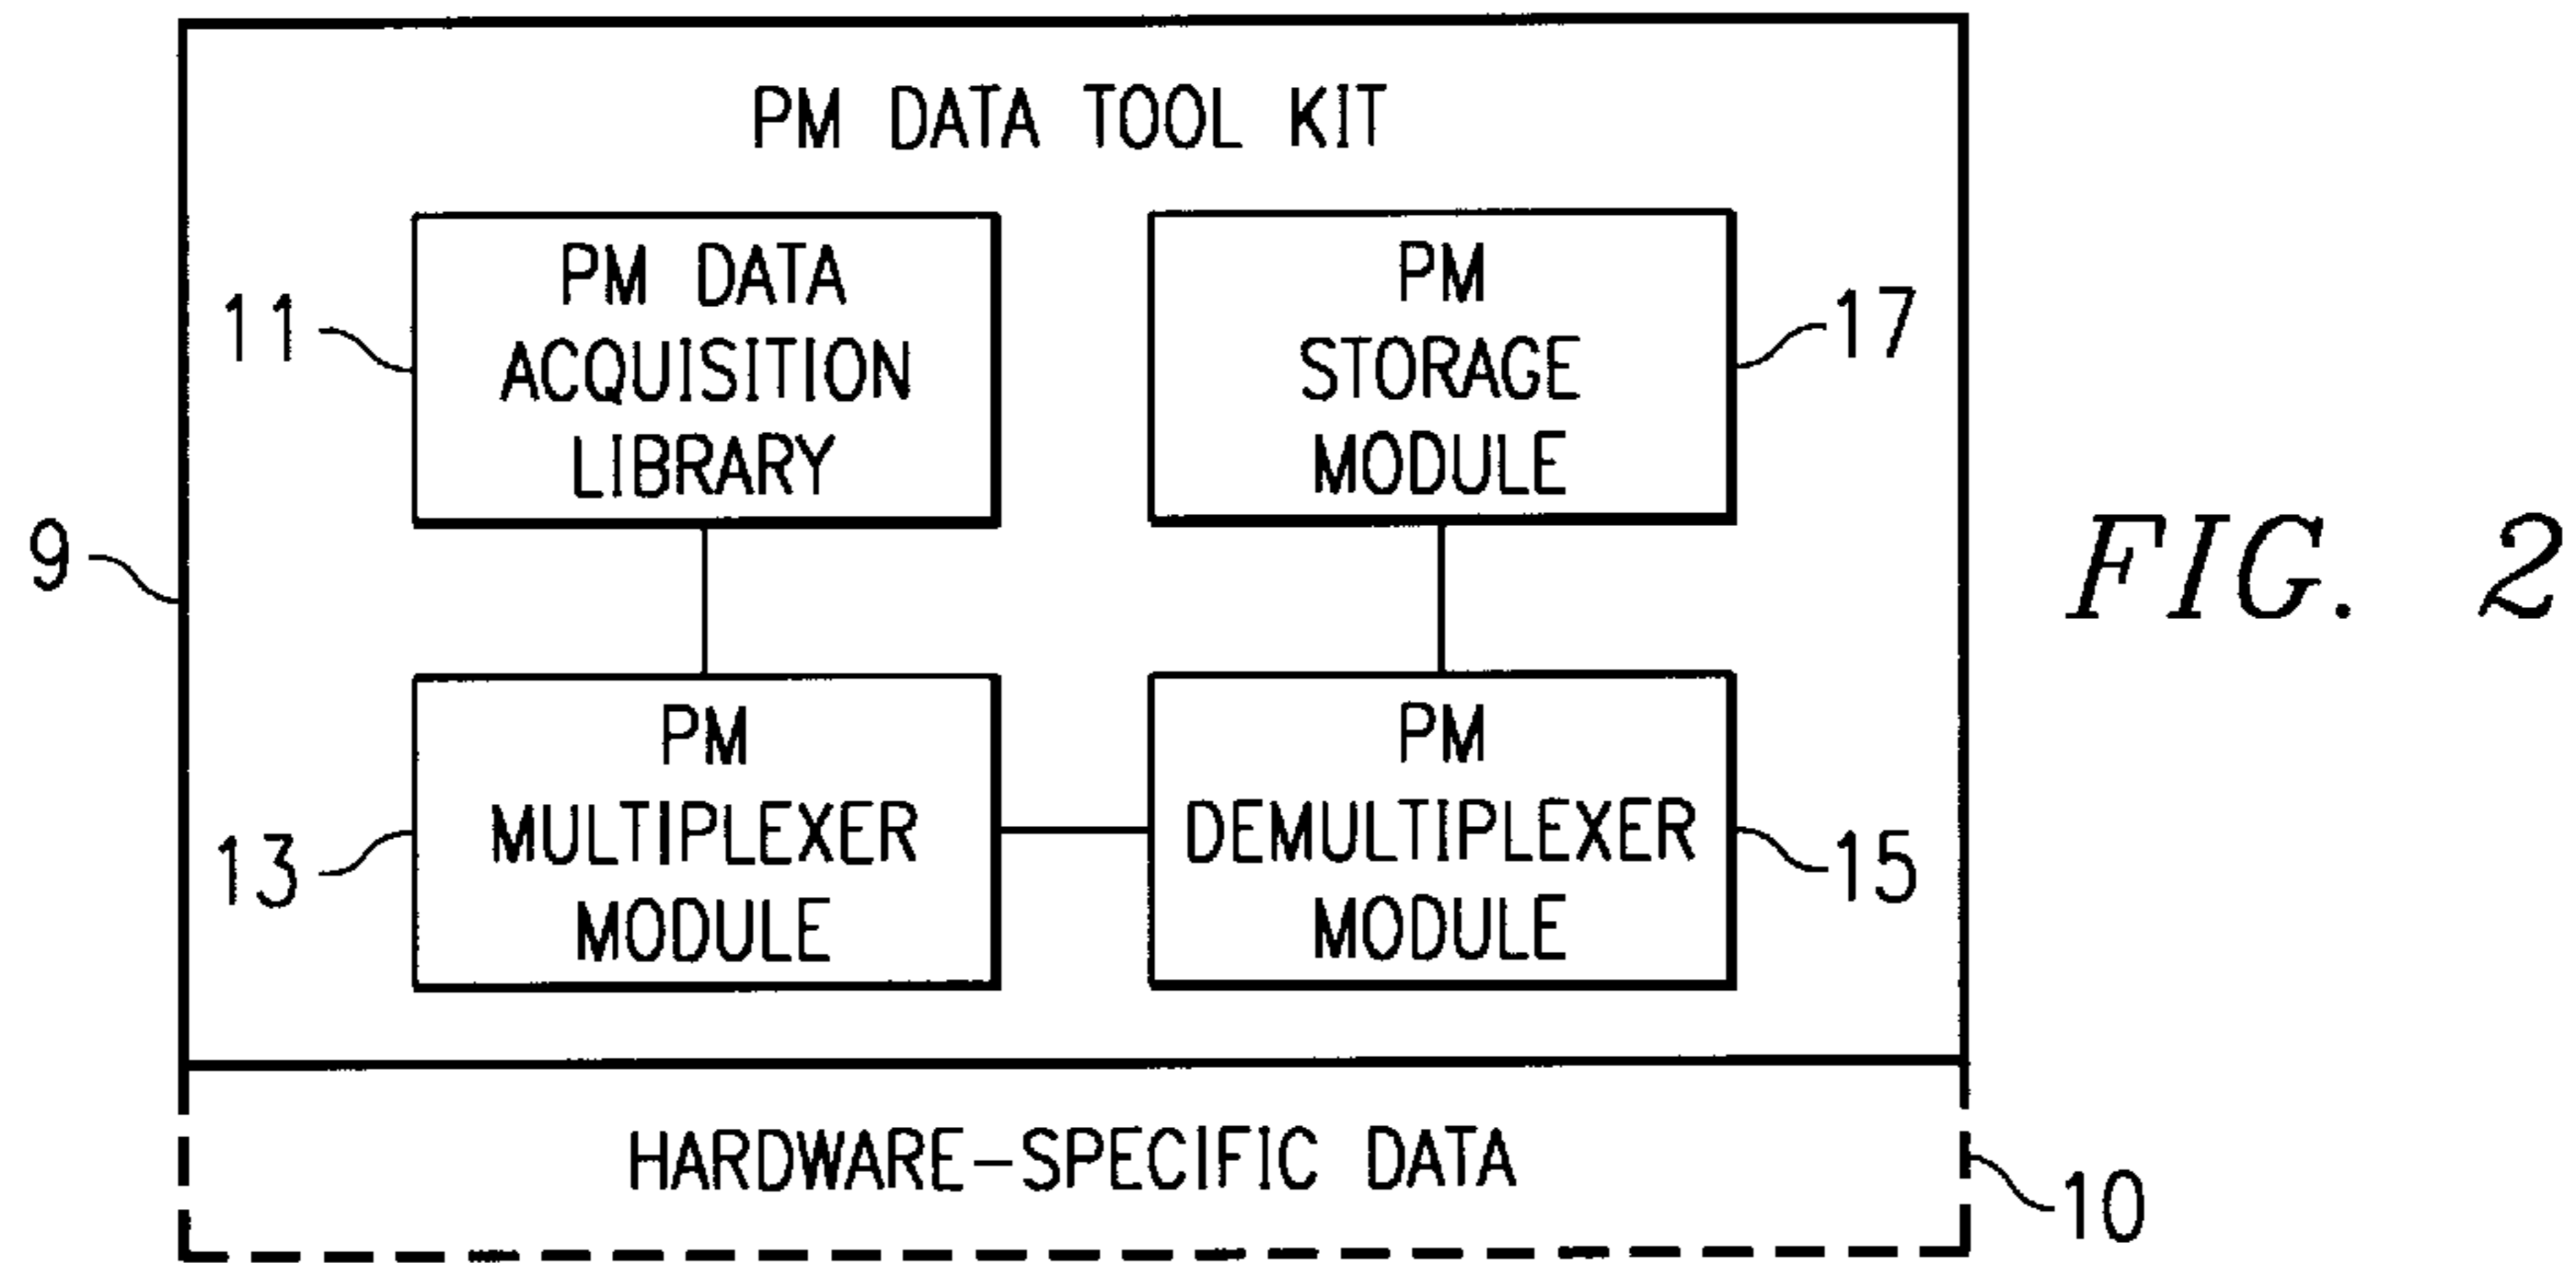 PM DATA TOOL KIT
PM DATA
ACQUISITION
LIBRARY
11
PM
STORAGE
MODULE
17
9
FIG. 2
PM
MULTIPLEXER
MODULE
13
PM
DEMULTIPLEXER
MODULE
15
HARDWARE-SPECIFIC DATA
10